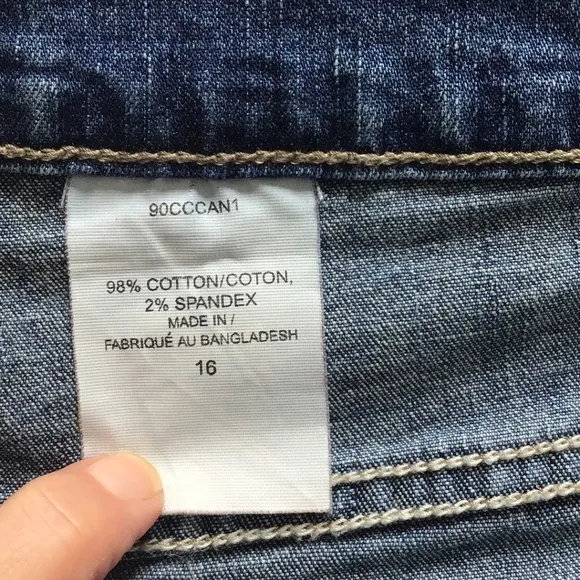 90CCCAN1
98% COTTON/COTON,
2% SPANDEX
MADE IN /
FABRIQUÉ AU BANGLADESH
16